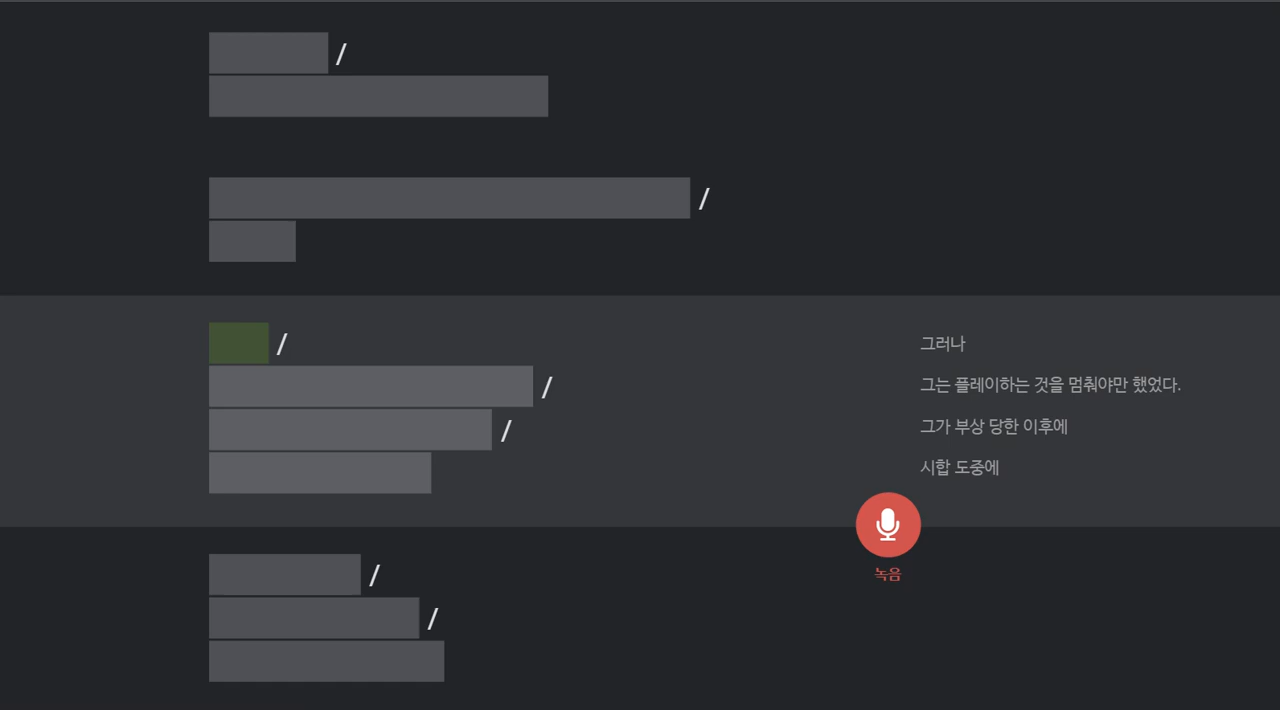 /
/
/
그러나
/
그는 플레이하는 것을 멈춰야만 했었다.
/
그가 부상 당한 이후에
시합 도중에
녹음
/
/